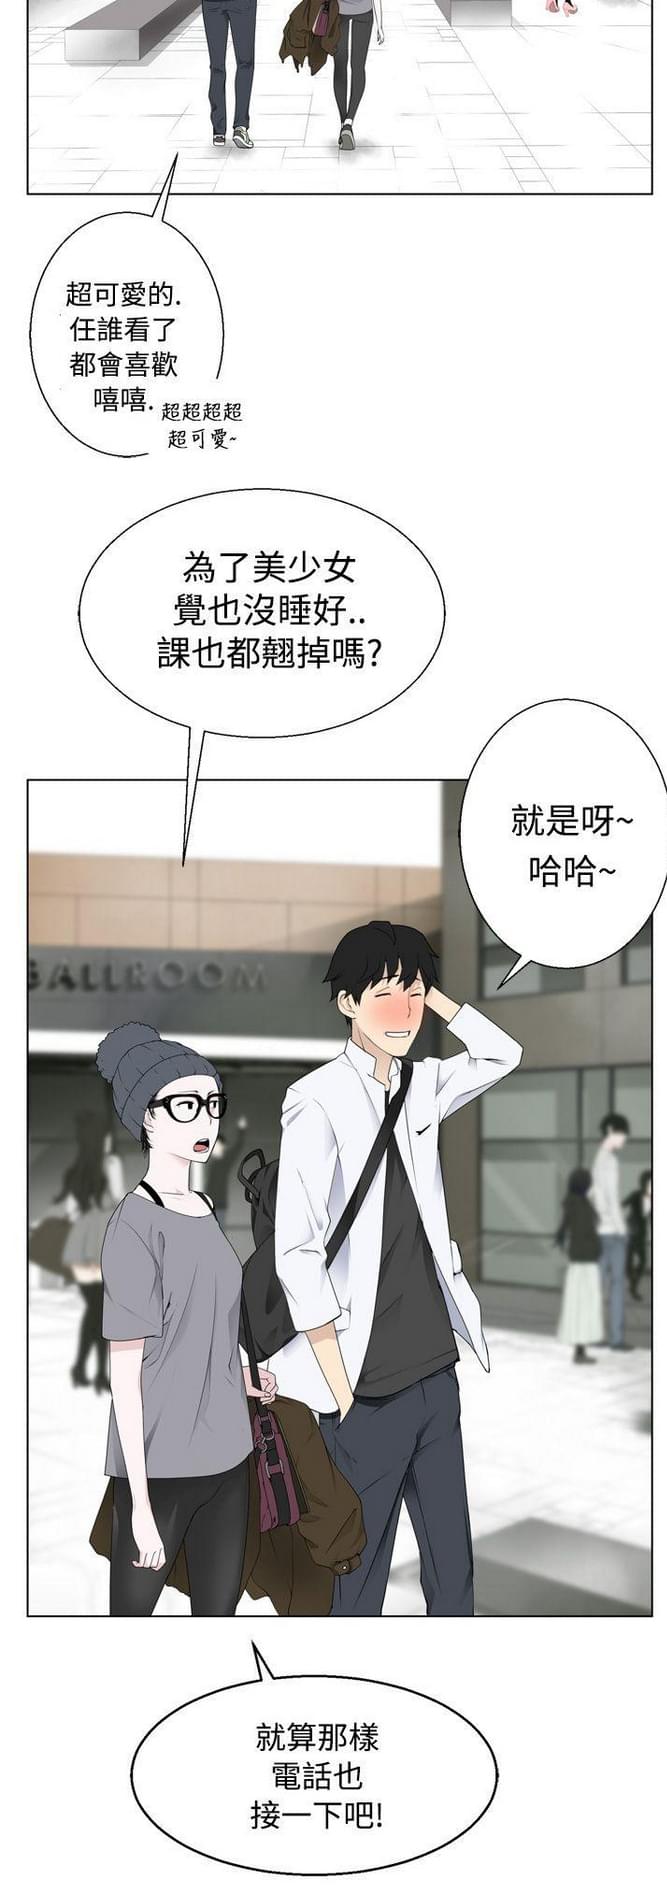 超可愛的.
任誰看了
都會喜歡
嘻嘻.
超超超超
超可愛~
為了美少女
覺也沒睡好..
課也都翹掉嗎?
就是呀~
哈哈~
BALLROOM
就算那樣
電話也
接一下吧!